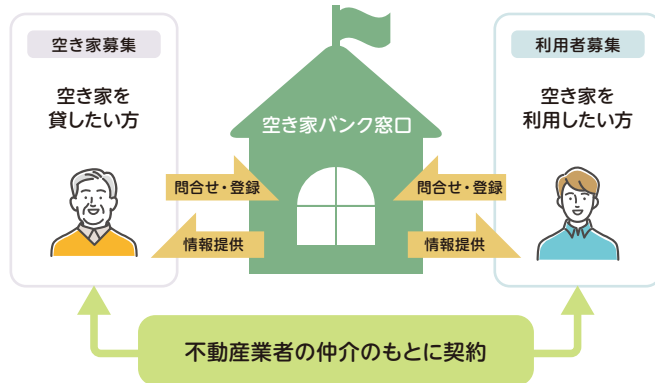 空き家募集
空き家を
貸したい方
空き家バンク窓口
利用者募集
空き家を
利用したい方
問合せ・登録
情報提供
問合せ・登録
情報提供
不動産業者の仲介のもとに契約